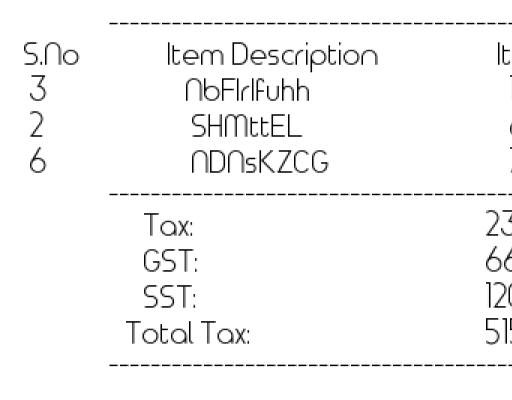 S.No Item Description
3 NbFlrlfuhh
2 SHMttEL
6 NDNsKZCG
Tax:
GST:
SST:
Total Tax: